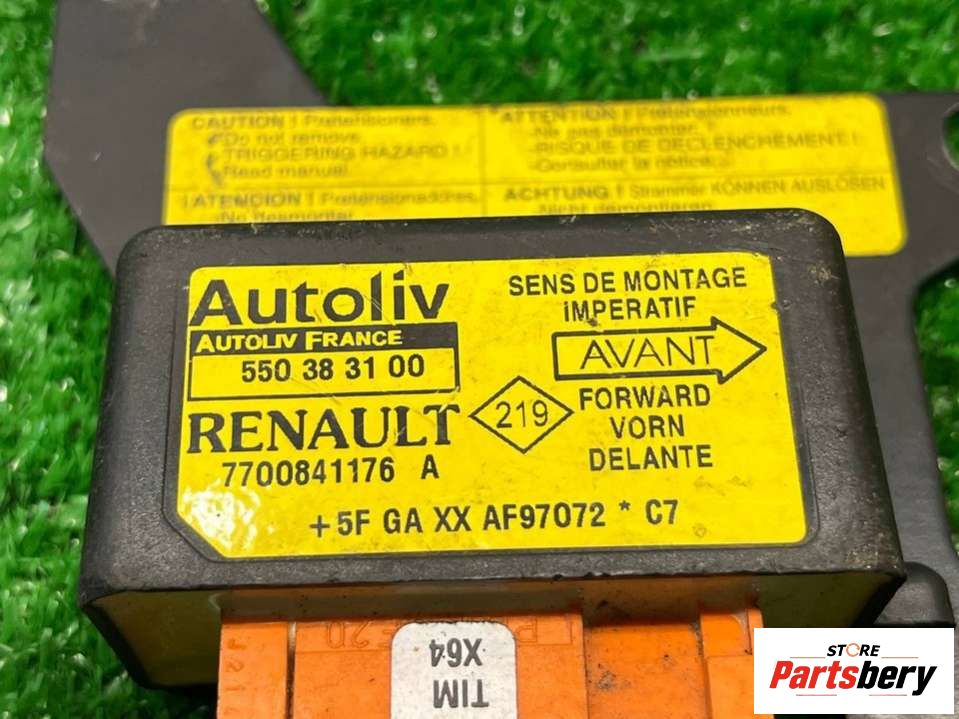 CAUTION ! Pretensioners.
Do not remove
TRIGGERING HAZARD !
Read manual.
ATTENTION ! Pretensionneurs.
-Ne pas démonter
-RISQUE DE DECLENCHEMENT !
-Consulter la notice.
¡ATENCION ! Pretensionadores.
-No desmontar
ACHTUNG ! Strammer KÖNNEN AUSLÖSEN
Nicht demontieren
Autoliv
AUTOLIV FRANCE
550 38 31 00
RENAULT
7700841176 A
219
SENS DE MONTAGE
iMPERATIF
AVANT
FORWARD
VORN
DELANTE
+5F GA XX AF97072 * C7
TIM
X64
STORE
Partsbery